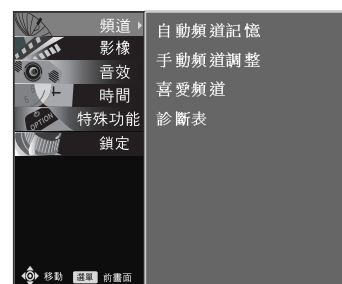 頻道
影像
音效
時間
特殊功能
OPTION
鎖定
自動頻道記憶
手動頻道調整
喜愛頻道
診斷表
移動 選單 前畫面